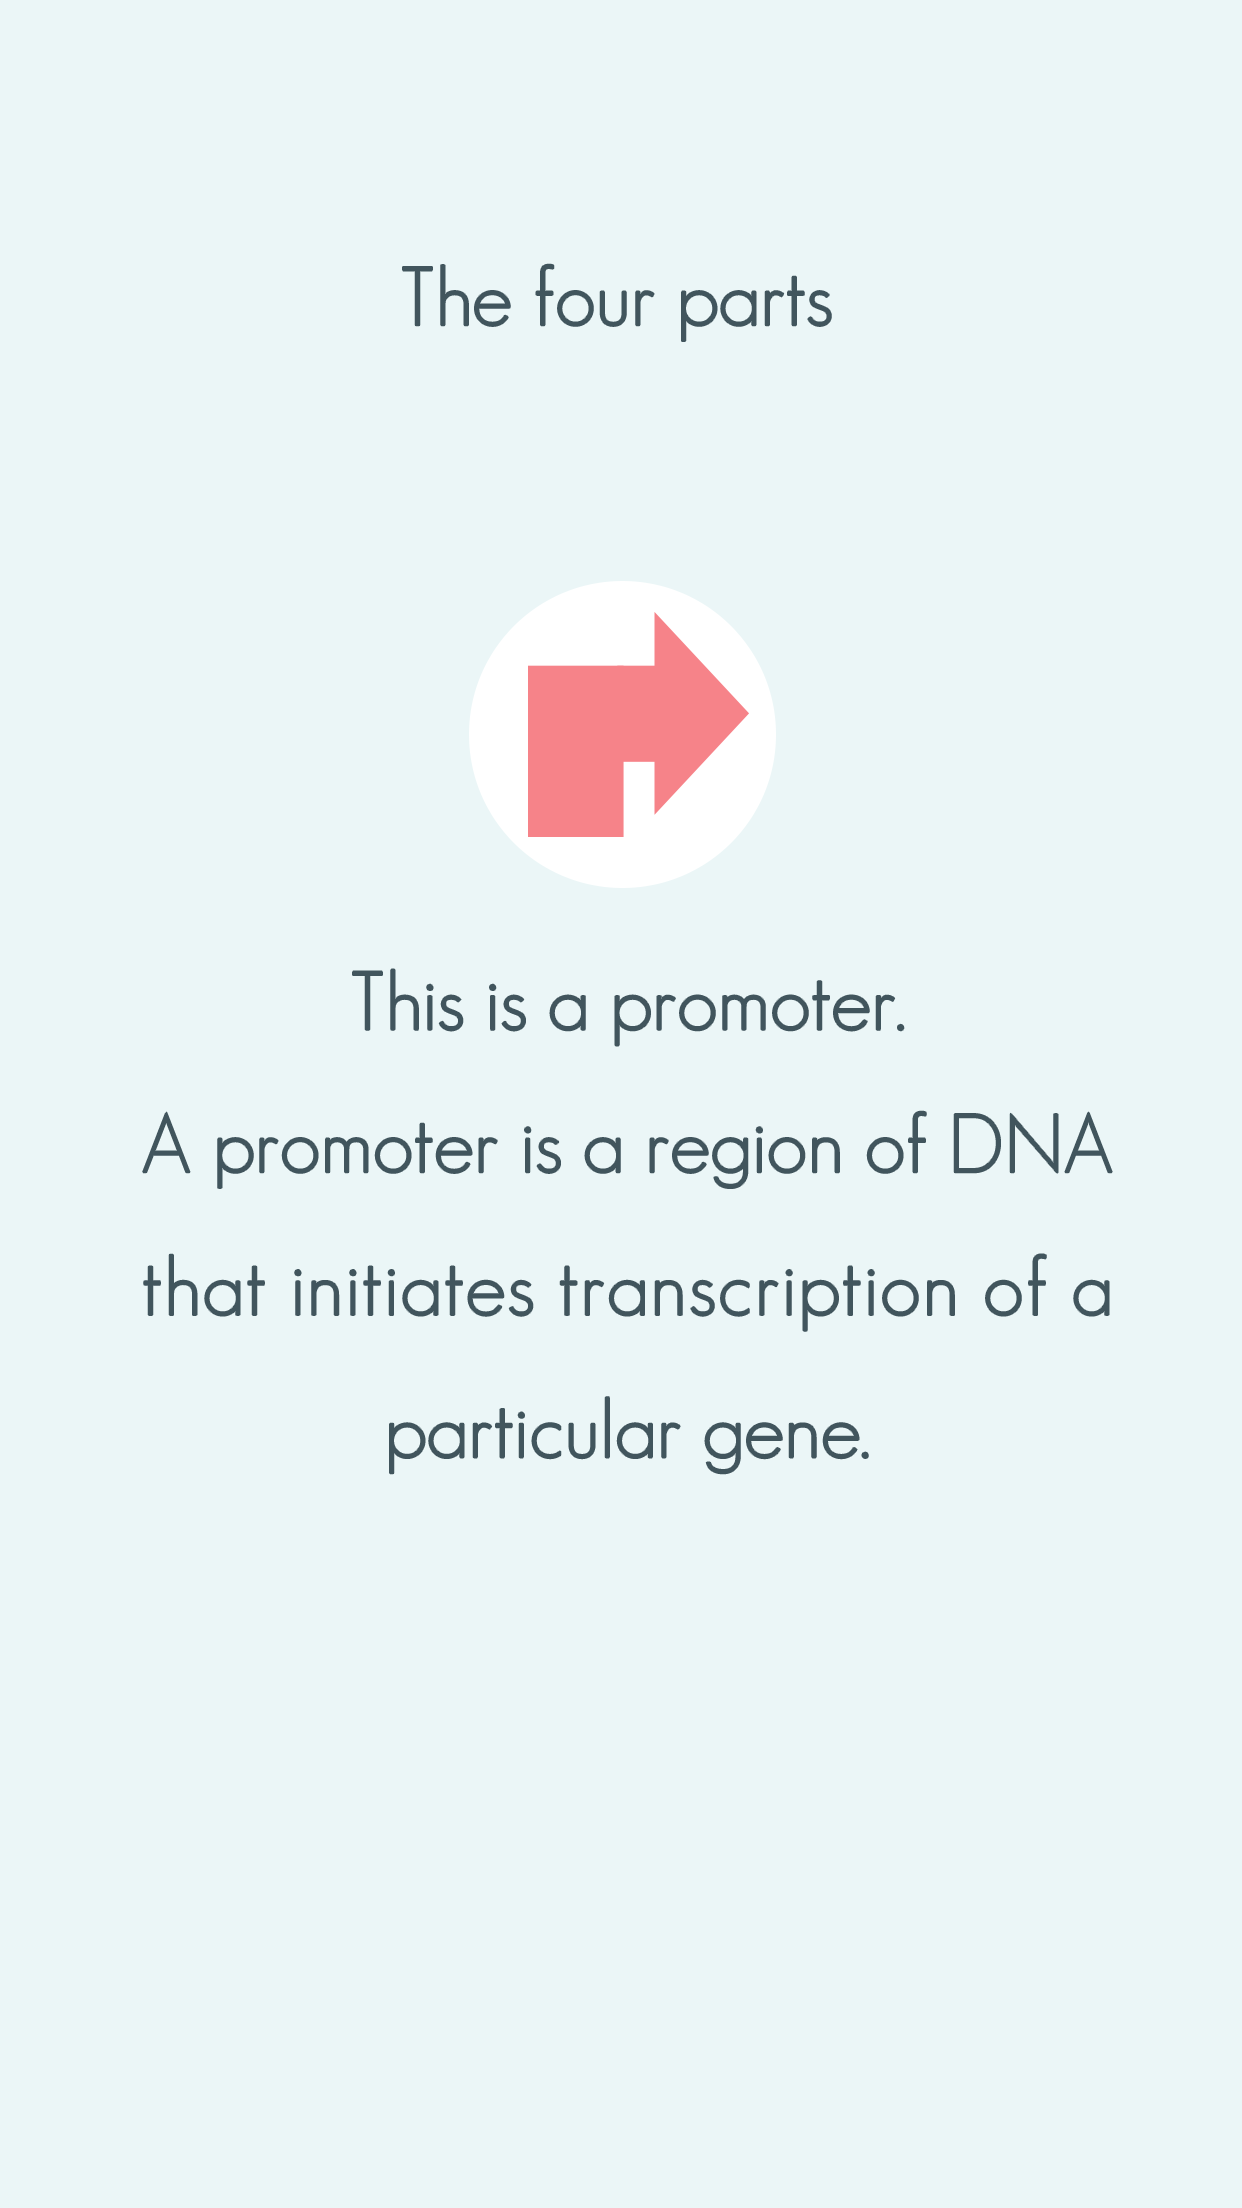 The four parts
This is a promoter.
A promoter is a region of DNA
that initiates transcription of a
particular gene.